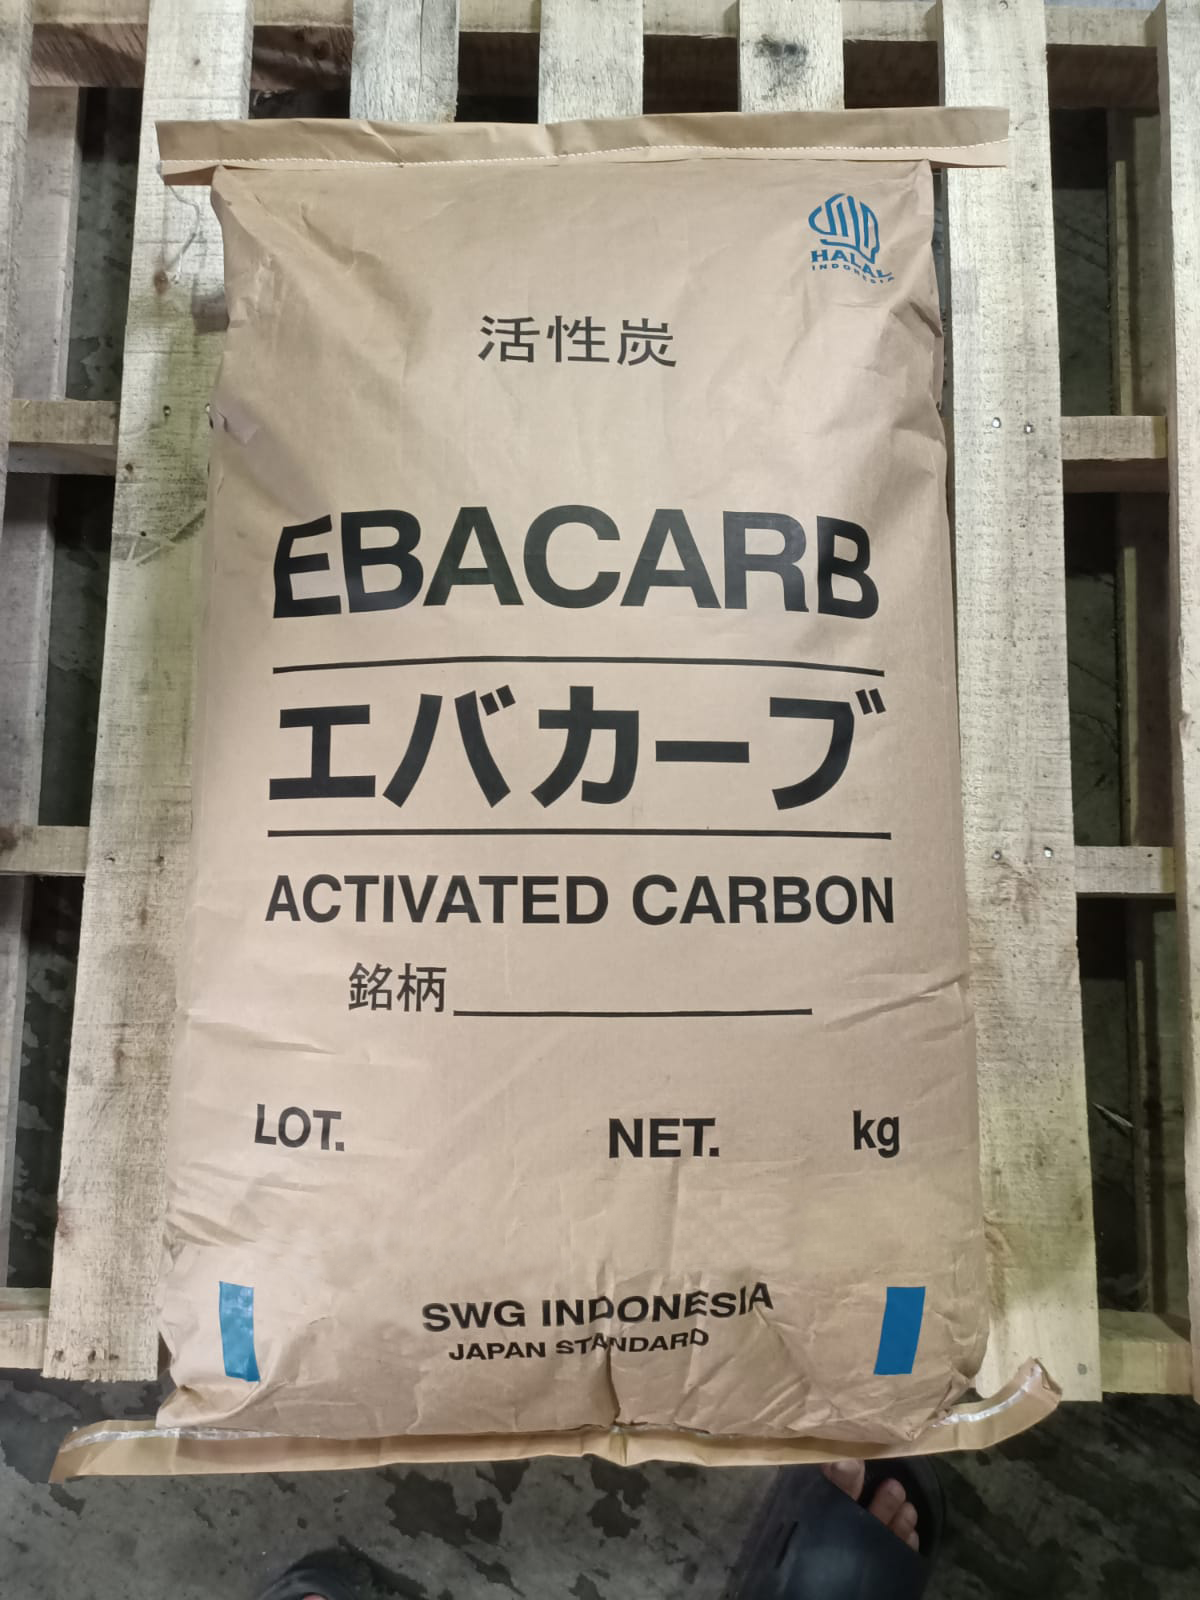 HALAL
INDONESIA
活性炭
EBACARB
エバカーブ
ACTIVATED CARBON
銘柄
LOT. NET. kg
SWG INDONESIA
JAPAN STANDARD